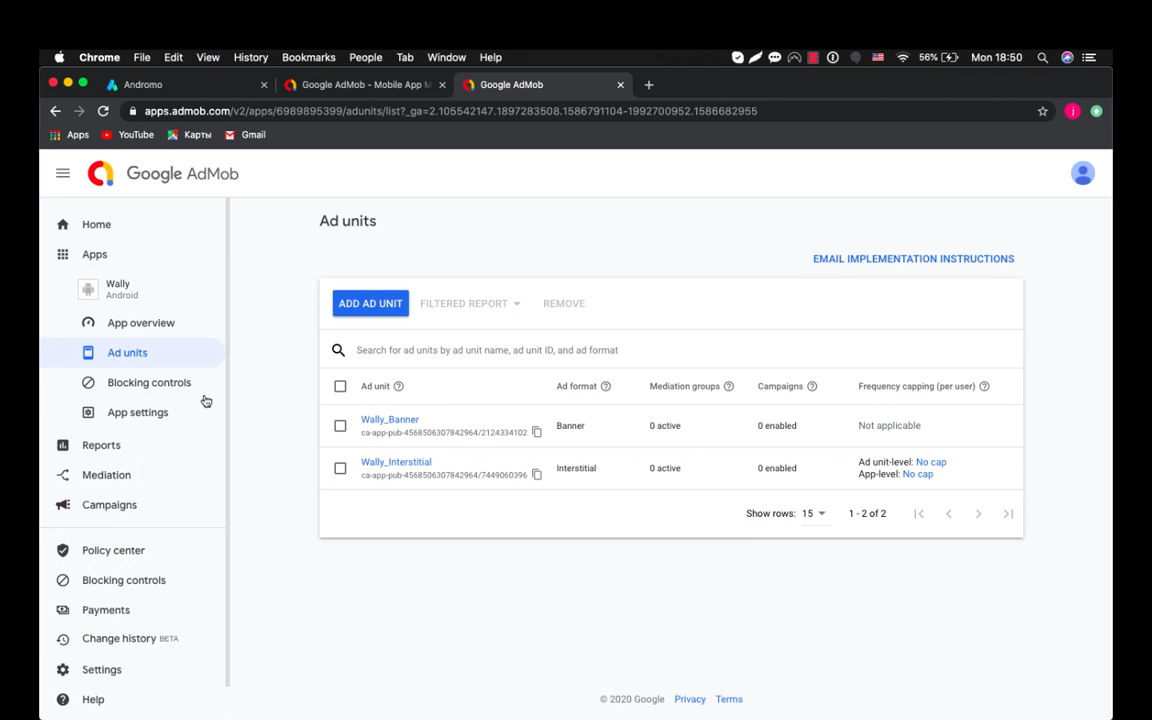 Chrome File Edit View History Bookmarks People Tab Window Help 56% Mon 18:50
Andromo Google AdMob - Mobile App M Google AdMob
apps.admob.com/v2/apps/6989895399/adunits/list?_ga=2.105542147.1897283508.1586791104-1992700952.1586682955
Apps YouTube Карты Gmail
Google AdMob
Home
Apps
Wally
Android
App overview
Ad units
Blocking controls
App settings
Reports
Mediation
Campaigns
Policy center
Blocking controls
Payments
Change history BETA
Settings
Help
Ad units
EMAIL IMPLEMENTATION INSTRUCTIONS
ADD AD UNIT FILTERED REPORT REMOVE
Search for ad units by ad unit name, ad unit ID, and ad format
Ad unit Ad format Mediation groups Campaigns Frequency capping (per user)
Wally_Banner
ca-app-pub-4568506307842964/2124334102
Banner 0 active 0 enabled Not applicable
Wally_Interstitial
ca-app-pub-4568506307842964/7449060396
Interstitial 0 active 0 enabled
Ad unit-level: No cap
App-level: No cap
Show rows: 15 1 - 2 of 2
© 2020 Google Privacy Terms